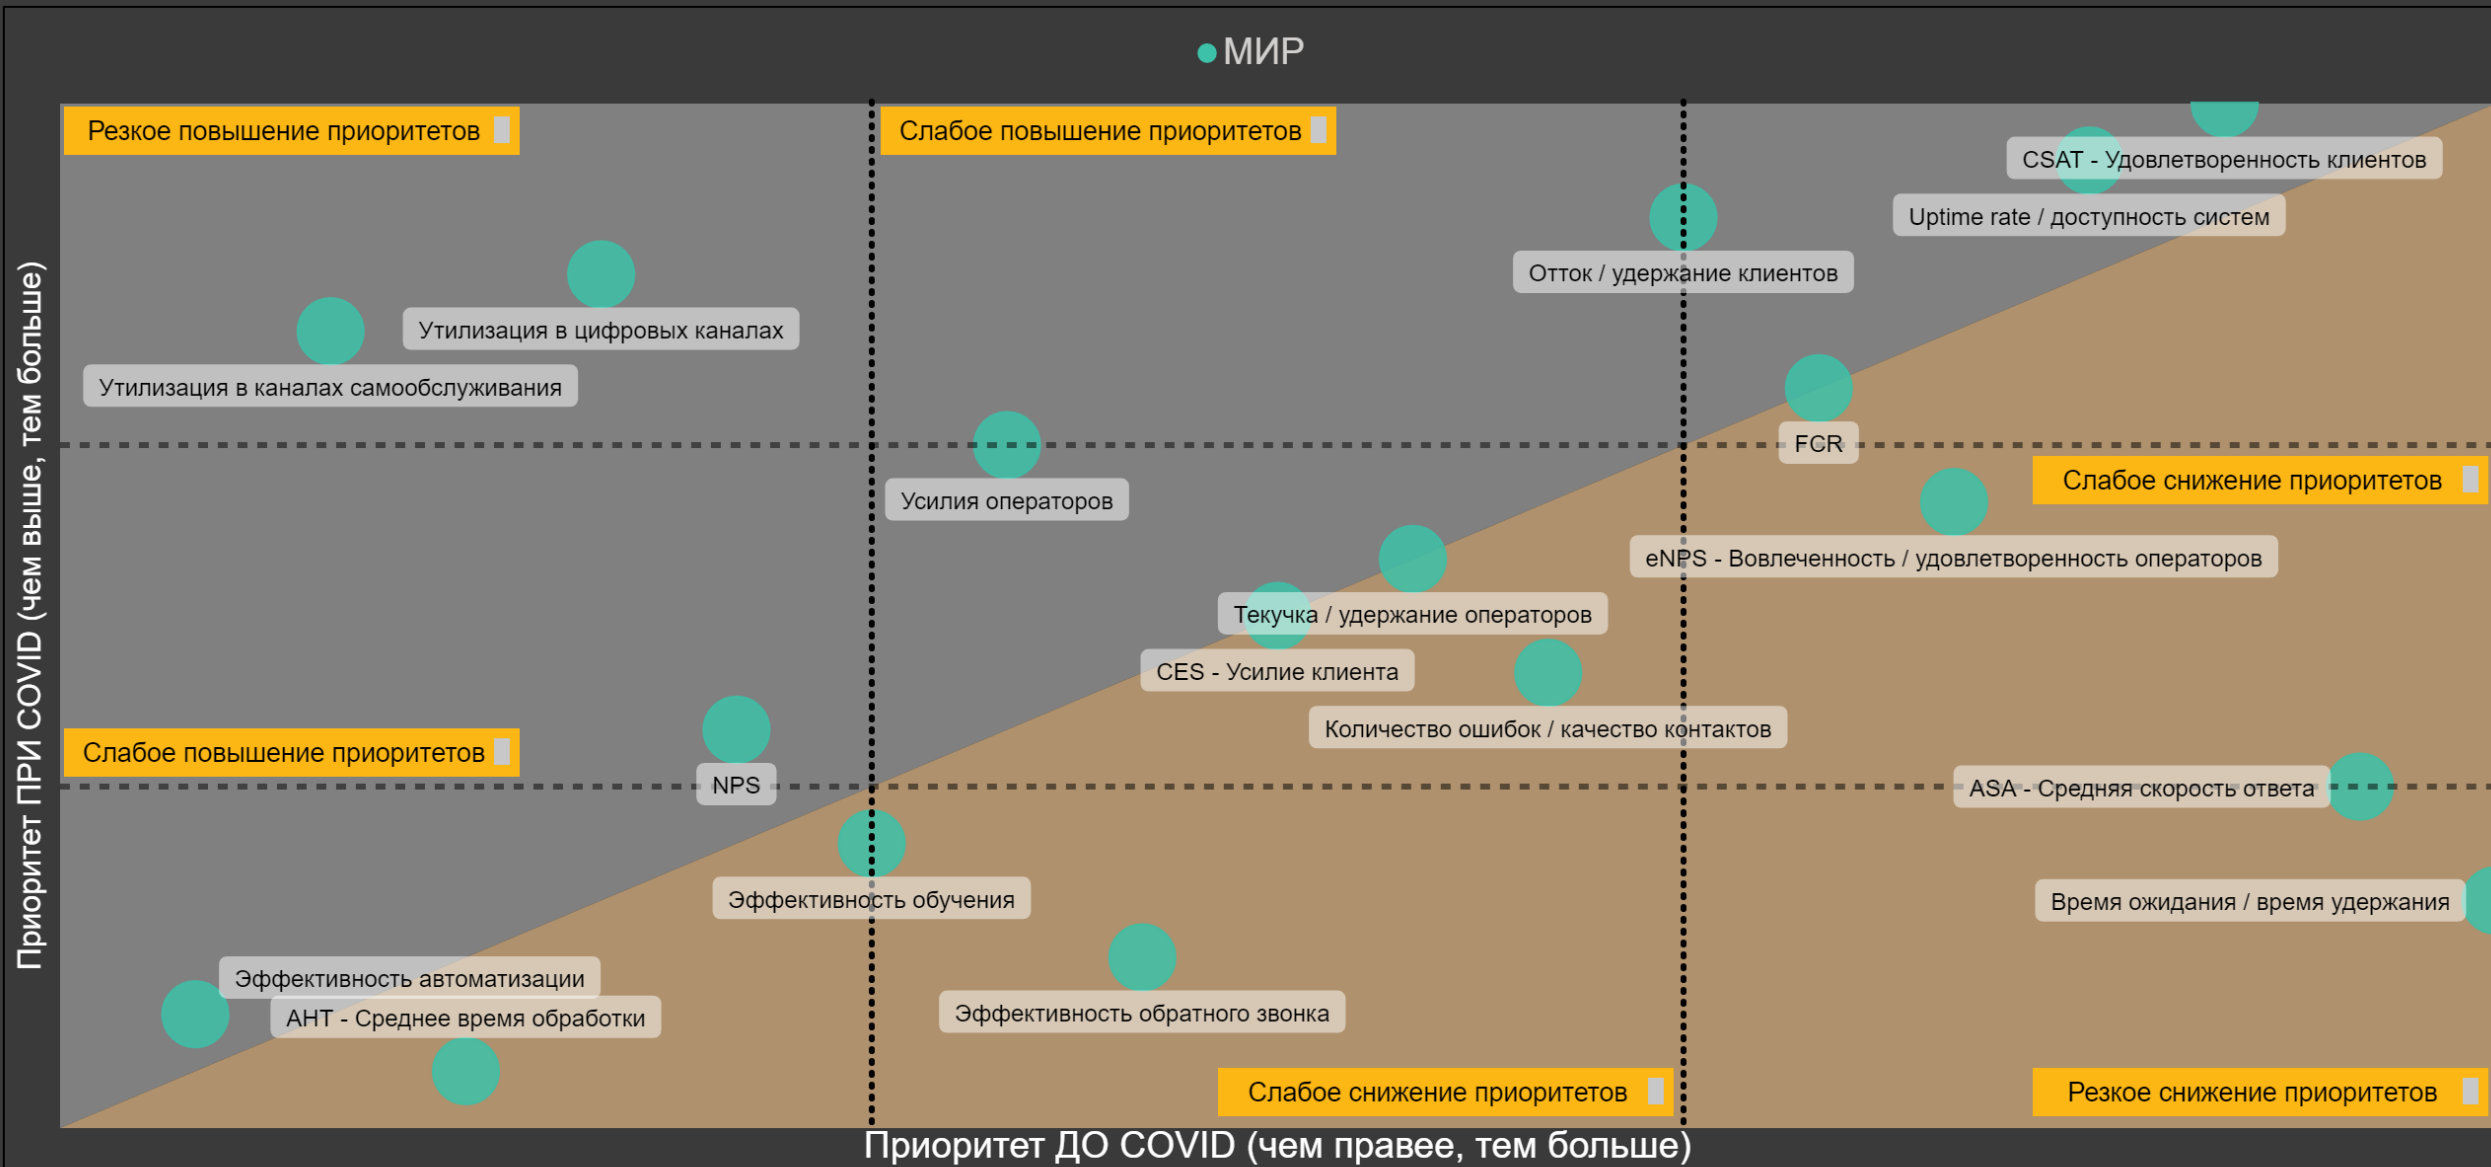 МИР
Резкое повышение приоритетов
Слабое повышение приоритетов
CSAT - Удовлетворенность клиентов
Uptime rate / доступность систем
Отток / удержание клиентов
Утилизация в цифровых каналах
Утилизация в каналах самообслуживания
FCR
Слабое снижение приоритетов
Усилия операторов
eNPS - Вовлеченность / удовлетворенность операторов
Текучка / удержание операторов
CES - Усилие клиента
Количество ошибок / качество контактов
Слабое повышение приоритетов
NPS
ASA - Средняя скорость ответа
Эффективность обучения
Время ожидания / время удержания
Эффективность автоматизации
AHT - Среднее время обработки
Эффективность обратного звонка
Слабое снижение приоритетов
Резкое снижение приоритетов
Приоритет ПРИ COVID (чем выше, тем больше)
Приоритет ДО COVID (чем правее, тем больше)